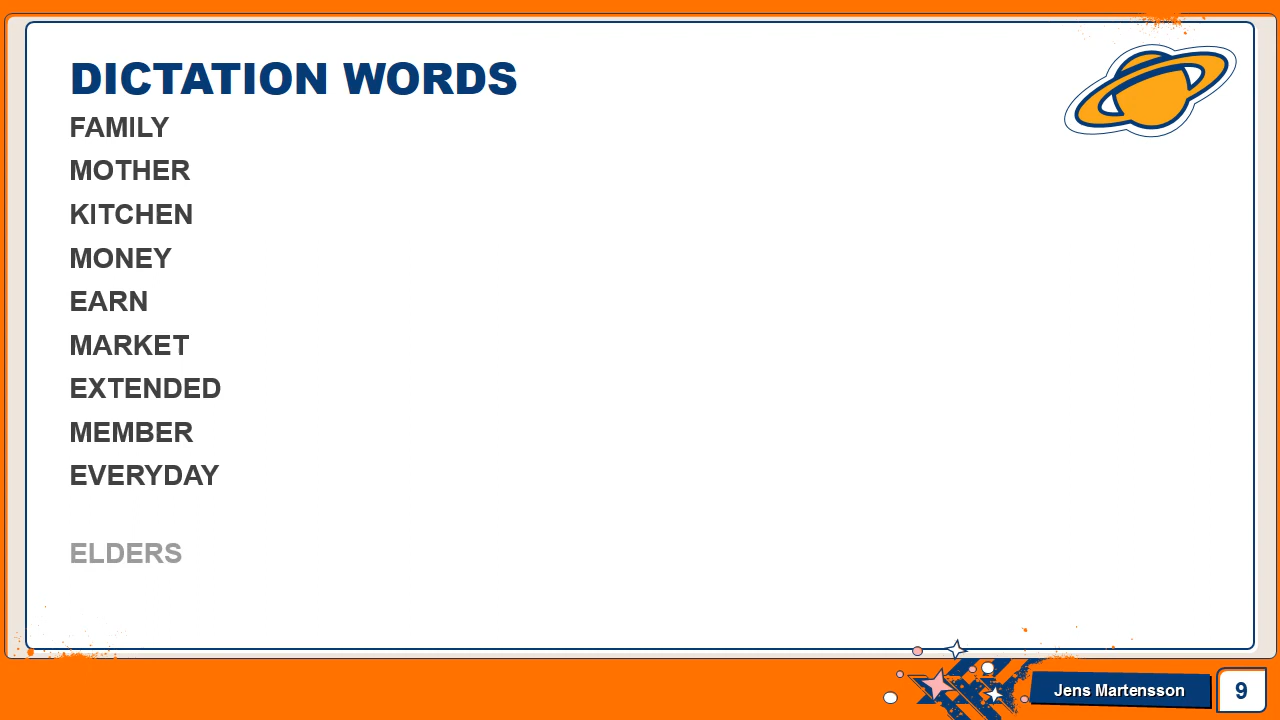 DICTATION WORDS
FAMILY
MOTHER
KITCHEN
MONEY
EARN
MARKET
EXTENDED
MEMBER
EVERYDAY
ELDERS
Jens Martensson
9